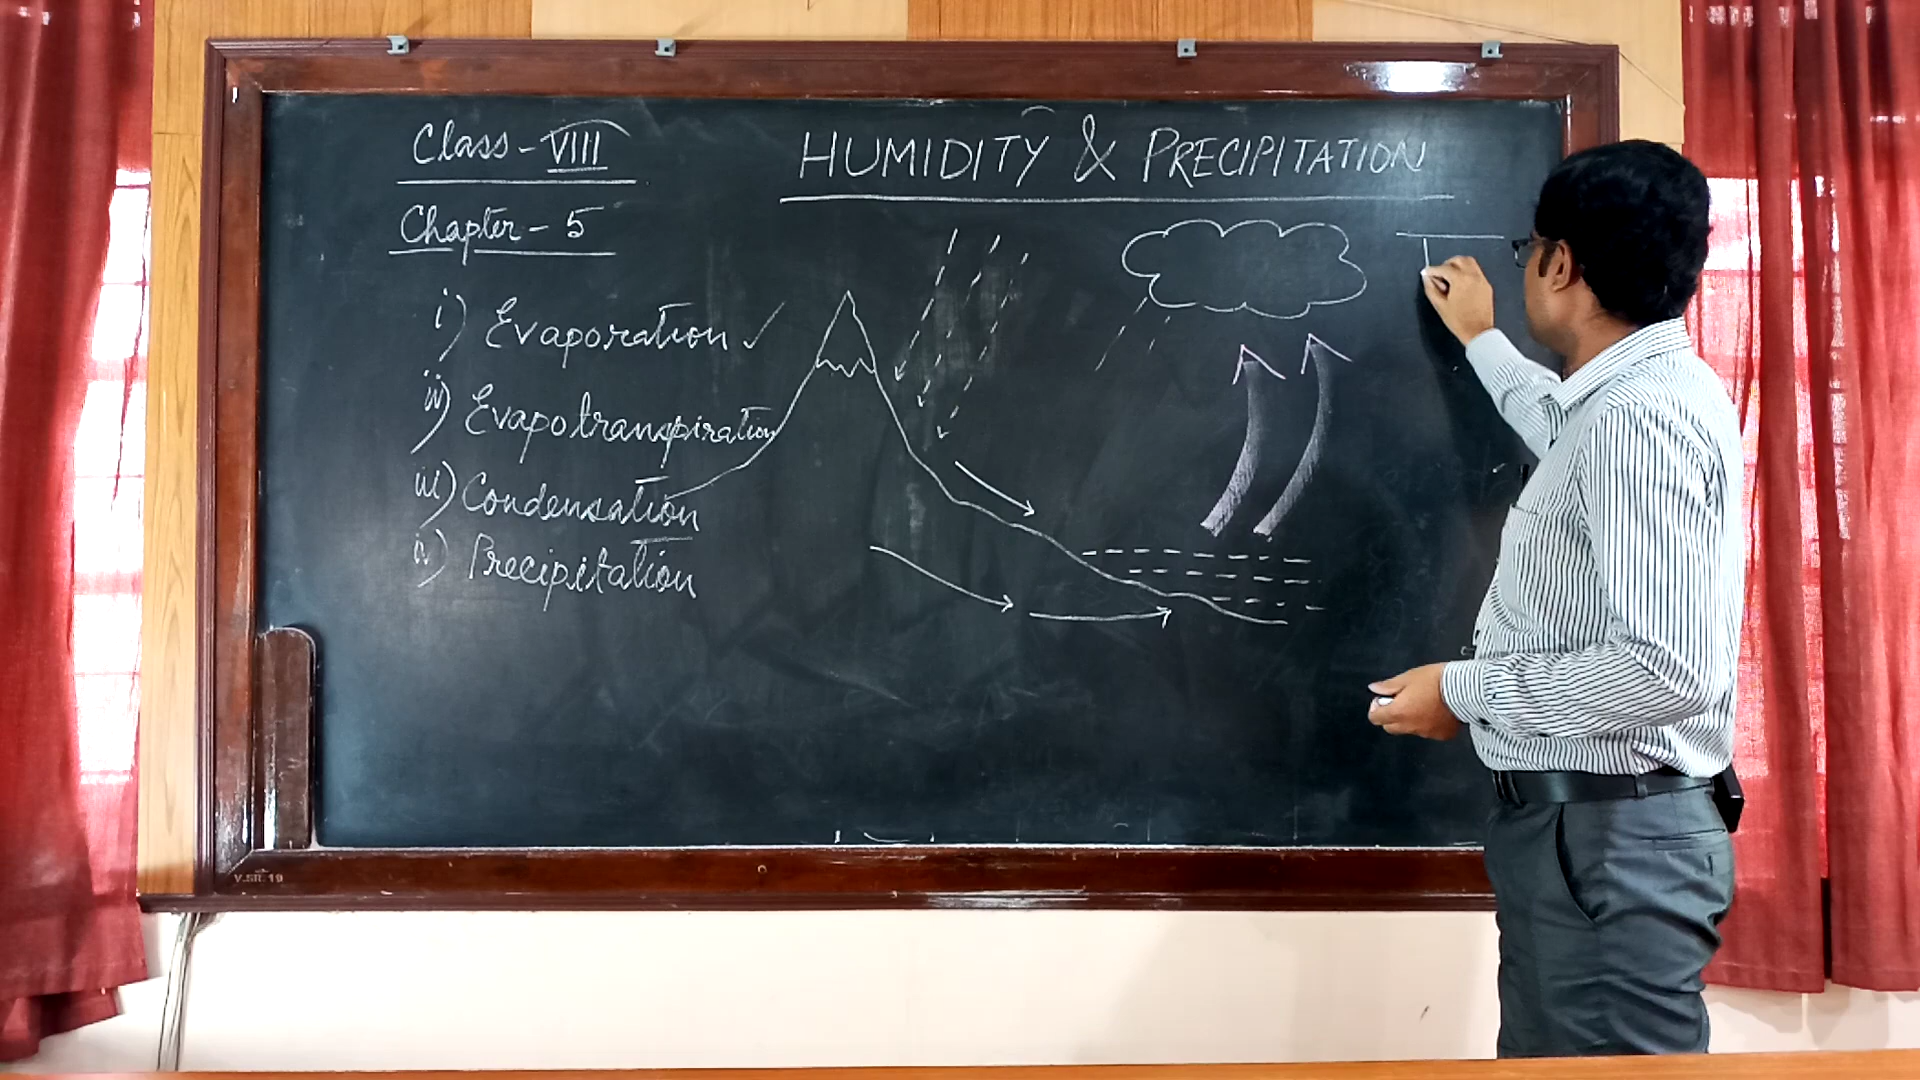 Class - VIII
HUMIDITY & PRECIPITATION
Chapter - 5
i) Evaporation ✓
ii) Evapotranspiration
iii) Condensation
iv) Precipitation